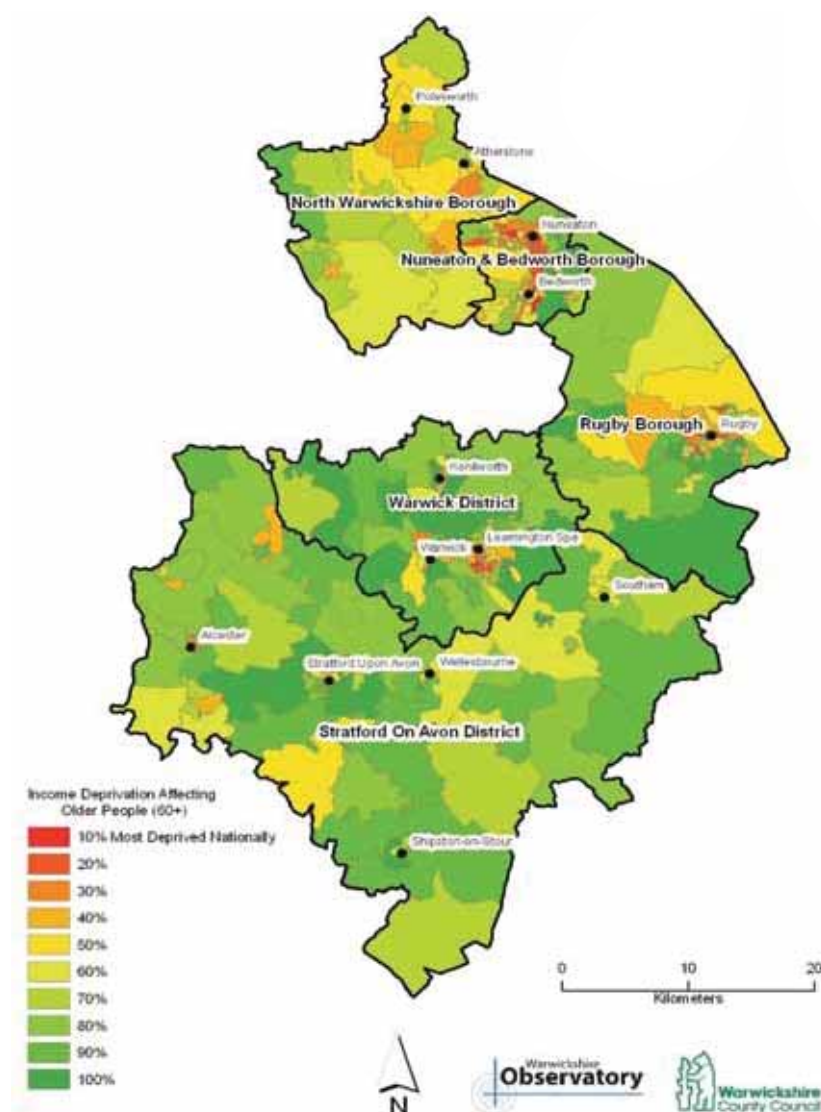 Polesworth
Atherstone
North Warwickshire Borough
Nuneaton
Nuneaton & Bedworth Borough
Bedworth
Rugby Borough
Rugby
Kenilworth
Warwick District
Leamington Spa
Warwick
Southam
Alcester
Stratford Upon Avon
Wellesbourne
Stratford On Avon District
Shipston-on-Stour
Income Deprivation Affecting
Older People (60+)
10% Most Deprived Nationally
20%
30%
40%
50%
60%
70%
80%
90%
100%
0 10 20
Kilometers
N
Warwickshire
Observatory
Warwickshire
County Council